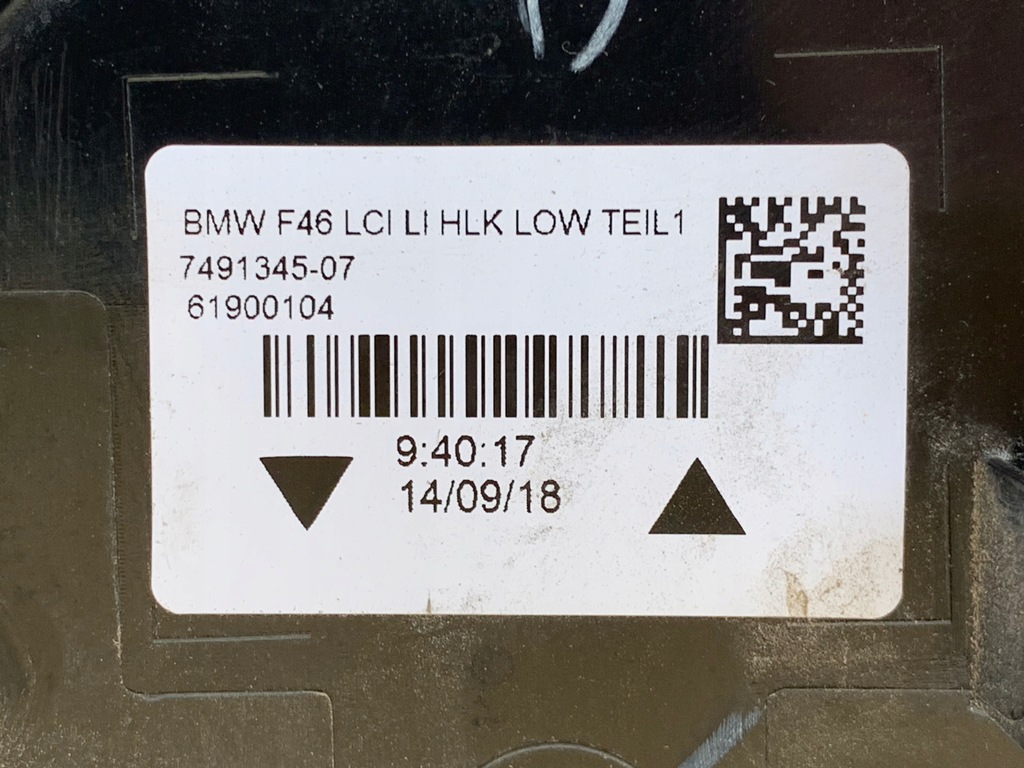 BMW F46 LCI LI HLK LOW TEIL1
7491345-07
61900104
9:40:17
14/09/18